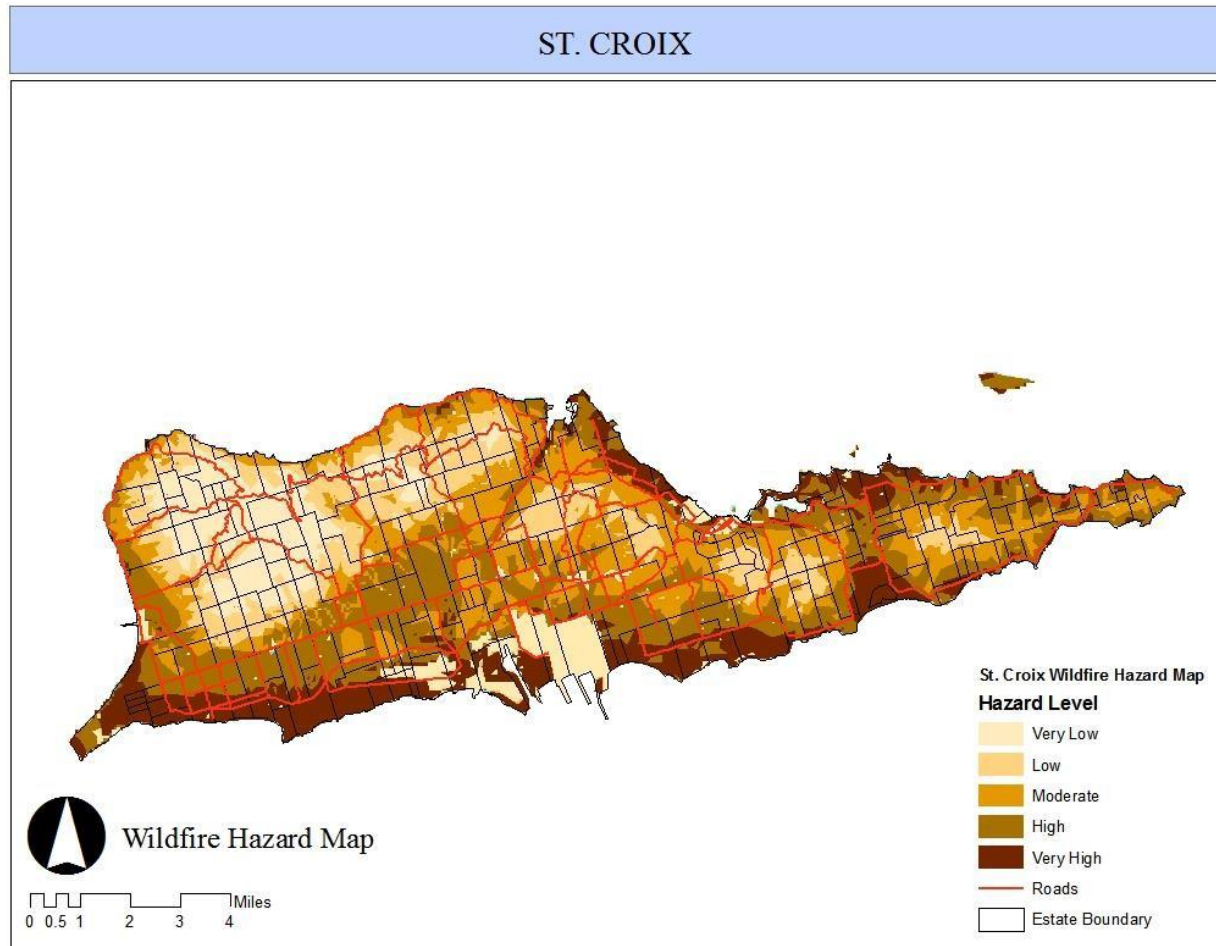 ST. CROIX
St. Croix Wildfire Hazard Map
Hazard Level
Very Low
Low
Moderate
High
Very High
Roads
Estate Boundary
Wildfire Hazard Map
Miles
0 0.5 1 2 3 4